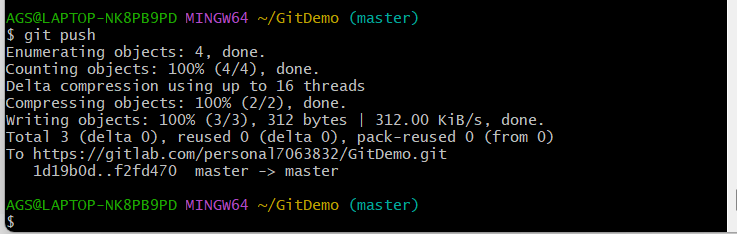 AGS@LAPTOP-NK8PB9PD MINGW64 ~/GitDemo (master)
$ git push
Enumerating objects: 4, done.
Counting objects: 100% (4/4), done.
Delta compression using up to 16 threads
Compressing objects: 100% (2/2), done.
Writing objects: 100% (3/3), 312 bytes | 312.00 KiB/s, done.
Total 3 (delta 0), reused 0 (delta 0), pack-reused 0 (from 0)
To https://gitlab.com/personal7063832/GitDemo.git
   1d19b0d..f2fd470  master -> master

AGS@LAPTOP-NK8PB9PD MINGW64 ~/GitDemo (master)
$